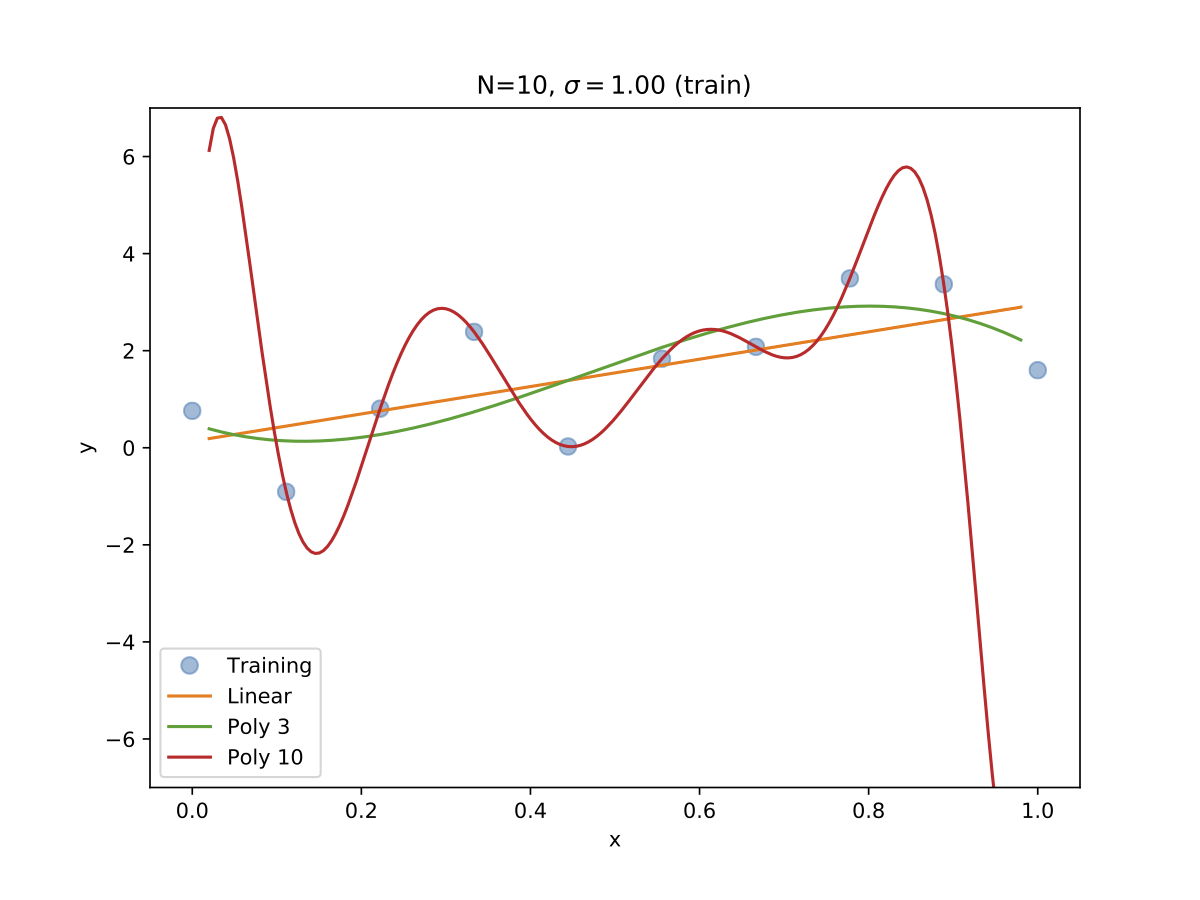 N=10, σ = 1.00 (train)
6
4
2
0
−2
−4
−6
y
Training
Linear
Poly 3
Poly 10
0.0 0.2 0.4 0.6 0.8 1.0
x